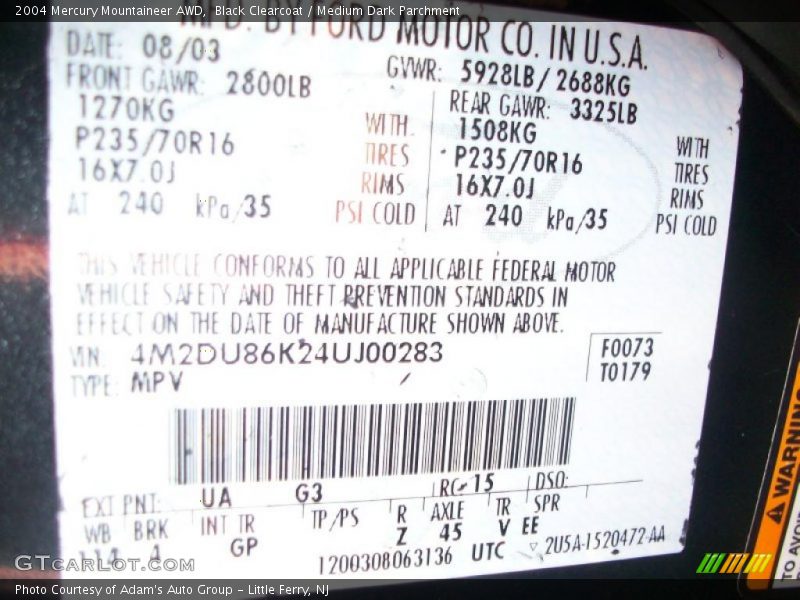 2004 Mercury Mountaineer AWD, Black Clearcoat / Medium Dark Parchment
MFD. BY FORD MOTOR CO. IN U.S.A.
DATE: 08/03 GVWR: 5928LB/ 2688KG
FRONT GAWR: 2800LB REAR GAWR: 3325LB
1270KG WITH 1508KG WITH
P235/70R16 TIRES P235/70R16 TIRES
16X7.0J RIMS 16X7.0J RIMS
AT 240 kPa/35 PSI COLD AT 240 kPa/35 PSI COLD
THIS VEHICLE CONFORMS TO ALL APPLICABLE FEDERAL MOTOR
VEHICLE SAFETY AND THEFT PREVENTION STANDARDS IN
EFFECT ON THE DATE OF MANUFACTURE SHOWN ABOVE.
VIN: 4M2DU86K24UJ00283 F0073
TYPE: MPV T0179
EXT PNT: UA G3 RC: 15 DSO:
WB BRK INT TR TP/PS R AXLE TR SPR
114 4 GP Z 45 V EE
1200308063136 UTC 2U5A-1520472-AA
WARNING
TO AVO
GTcarlot.com
Photo Courtesy of Adam's Auto Group - Little Ferry, NJ